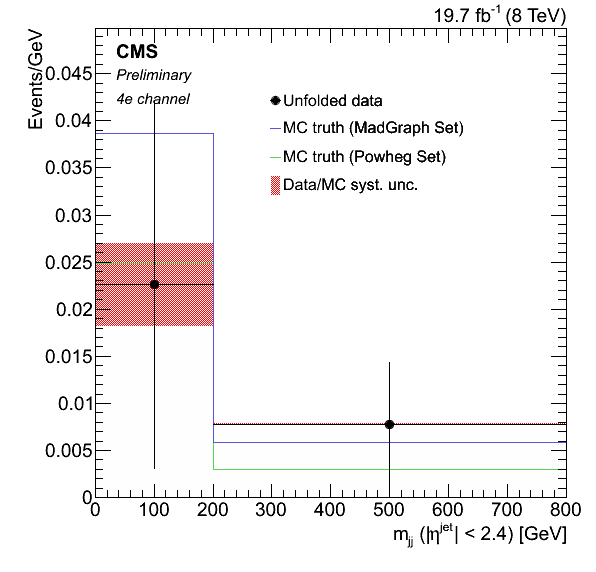 19.7 fb⁻¹ (8 TeV)
Events/GeV
CMS
Preliminary
4e channel
Unfolded data
MC truth (MadGraph Set)
MC truth (Powheg Set)
Data/MC syst. unc.
0.045
0.04
0.035
0.03
0.025
0.02
0.015
0.01
0.005
0
0 100 200 300 400 500 600 700 800
m_jj (|η^jet| < 2.4) [GeV]